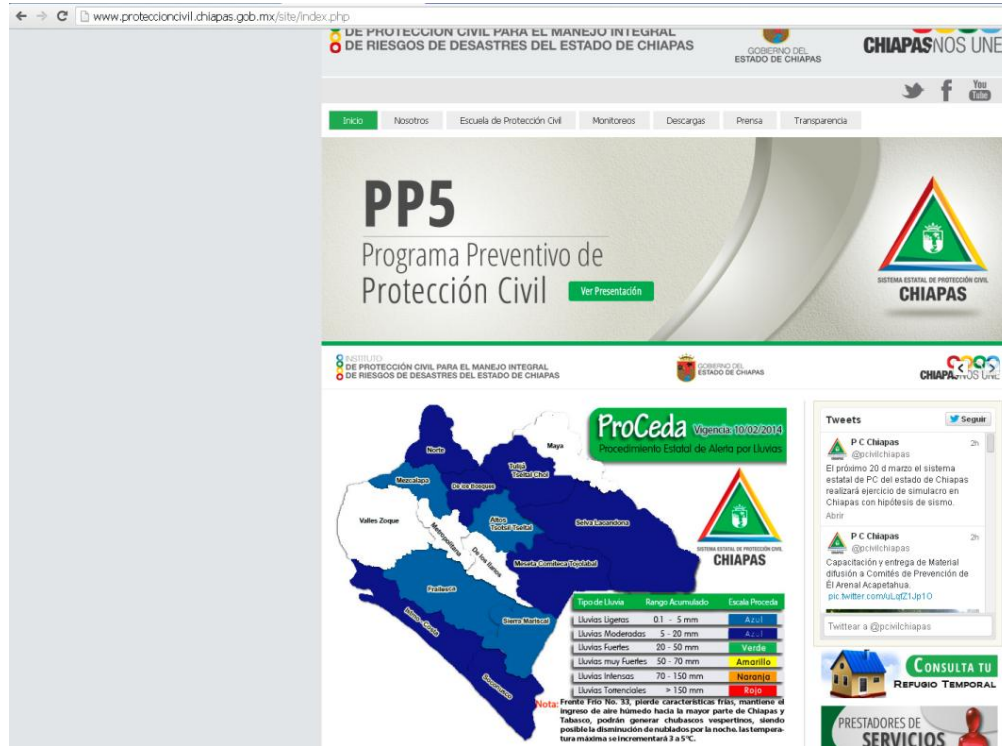 www.proteccioncivil.chiapas.gob.mx/site/index.php
DE PROTECCIÓN CIVIL PARA EL MANEJO INTEGRAL
DE RIESGOS DE DESASTRES DEL ESTADO DE CHIAPAS
GOBIERNO DEL
ESTADO DE CHIAPAS
CHIAPASNOS UNE
You
Tube
Inicio Nosotros Escuela de Protección Civil Monitoreos Descargas Prensa Transparencia
PP5
Programa Preventivo de
Protección Civil
Ver Presentación
SISTEMA ESTATAL DE PROTECCIÓN CIVIL
CHIAPAS
INSTITUTO
DE PROTECCIÓN CIVIL PARA EL MANEJO INTEGRAL
DE RIESGOS DE DESASTRES DEL ESTADO DE CHIAPAS
GOBIERNO DEL
ESTADO DE CHIAPAS
CHIAPASNOS UNE
ProCeda Vigencia: 10/02/2014
Procedimiento Estatal de Alerta por Lluvias
Maya
Norte
Tulijá
Tseltal Chol
Mezcalapa
De los Bosques
Valles Zoque
Metropolitana
Altos
Tsotsil Tseltal
Selva Lacandona
De los llanos
Meseta Comiteca Tojolabal
Frailesca
Sierra Mariscal
Istmo - Costa
Soconusco
SISTEMA ESTATAL DE PROTECCIÓN CIVIL
CHIAPAS
Tipo de Lluvia Rango Acumulado Escala Proceda
Lluvias Ligeras 0.1 - 5 mm Azul
Lluvias Moderadas 5 - 20 mm Azul
Lluvias Fuertes 20 - 50 mm Verde
Lluvias muy Fuertes 50 - 70 mm Amarillo
Lluvias Intensas 70 - 150 mm Naranja
Lluvias Torrenciales > 150 mm Rojo
Nota: Frente Frío No. 33, pierde características frías, mantiene el
ingreso de aire húmedo hacia la mayor parte de Chiapas y
Tabasco, podrán generar chubascos vespertinos, siendo
posible la disminución de nublados por la noche. las tempera-
tura máxima se incrementará 3 a 5°C.
Tweets
Seguir
P C Chiapas 2h
@pcivilchiapas
El próximo 20 d marzo el sistema
estatal de PC del estado de Chiapas
realizará ejercicio de simulacro en
Chiapas con hipótesis de sismo.
Abrir
P C Chiapas 2h
@pcivilchiapas
Capacitación y entrega de Material
difusión a Comités de Prevención de
Él Arenal Acapetahua.
pic.twitter.com/uLqfZ1Jp1O
Twittear a @pcivilchiapas
CONSULTA TU
REFUGIO TEMPORAL
PRESTADORES DE
SERVICIOS